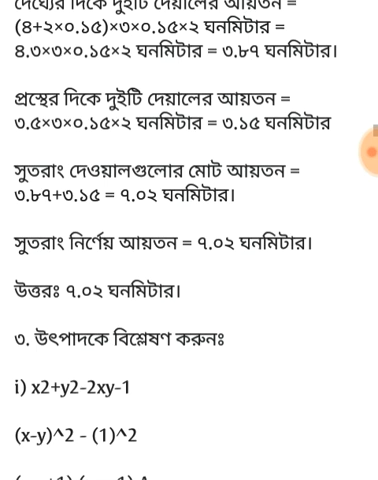 দৈর্ঘ্যের দিকে দুইটি দেয়ালের আয়তন =
(৪+২×০.১৫)×৩×০.১৫×২ ঘনমিটার =
৪.৩×৩×০.১৫×২ ঘনমিটার = ৩.৮৭ ঘনমিটার।
প্রস্থের দিকে দুইটি দেয়ালের আয়তন =
৩.৫×৩×০.১৫×২ ঘনমিটার = ৩.১৫ ঘনমিটার
সুতরাং দেওয়ালগুলোর মোট আয়তন =
৩.৮৭+৩.১৫ = ৭.০২ ঘনমিটার।
সুতরাং নির্ণেয় আয়তন = ৭.০২ ঘনমিটার।
উত্তরঃ ৭.০২ ঘনমিটার।
৩. উৎপাদকে বিশ্লেষণ করুনঃ
i) x2+y2-2xy-1
(x-y)^2 - (1)^2